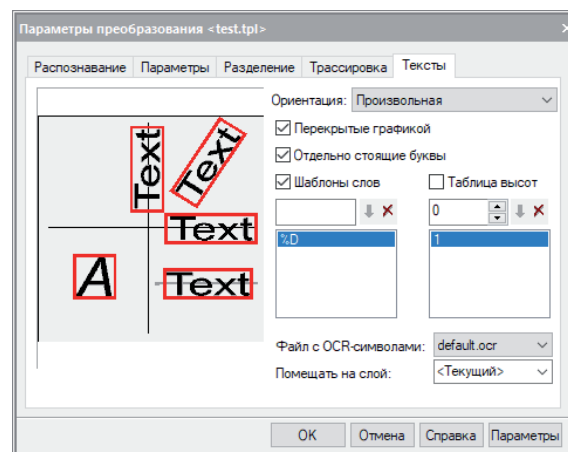 Параметры преобразования <test.tpl>
Распознавание Параметры Разделение Трассировка Тексты
Ориентация: Произвольная
Перекрытые графикой
Отдельно стоящие буквы
Шаблоны слов Таблица высот
0
%D 1
Text Text
Text
A Text
Файл с OCR-символами: default.ocr
Помещать на слой: <Текущий>
OK Отмена Справка Параметры